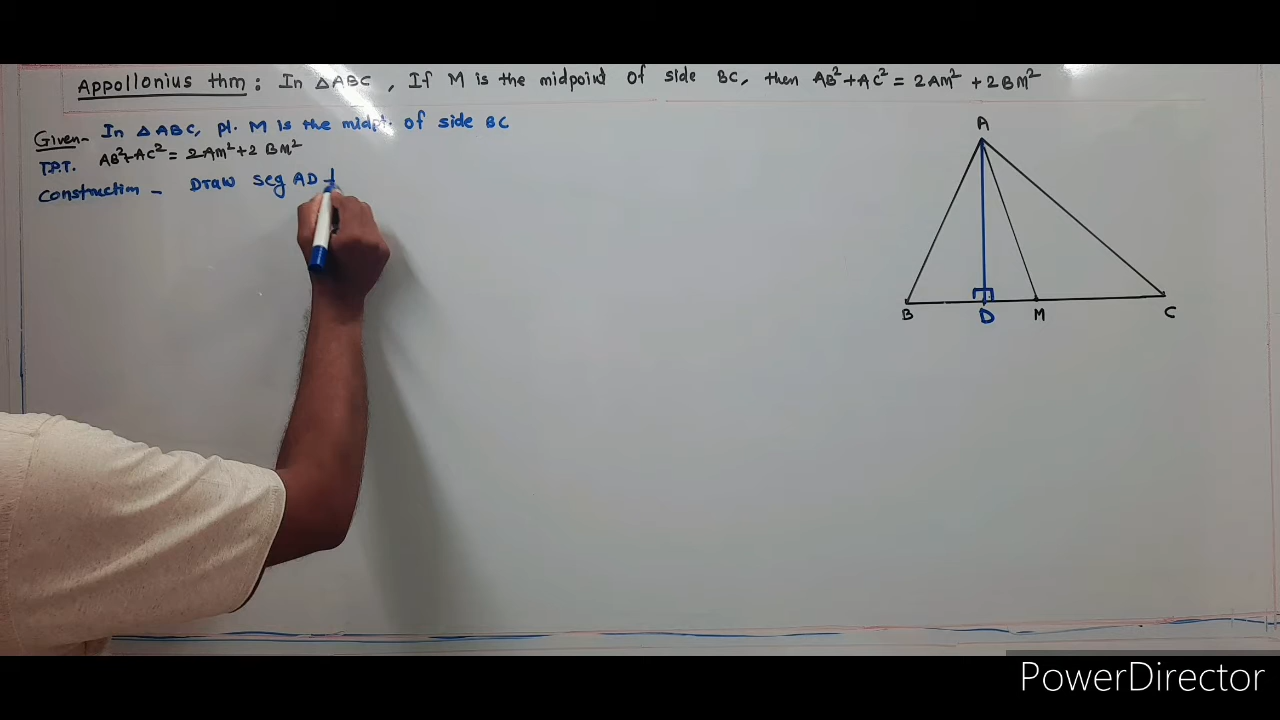 Appollonius thm : In △ABC , If M is the midpoint of side BC, then AB²+AC² = 2AM² + 2BM²
Given- In △ABC, pt. M is the midpt. of side BC
T.P.T. AB²+AC² = 2AM²+2BM²
Construction - Draw seg AD ⊥
A
B D M C
PowerDirector